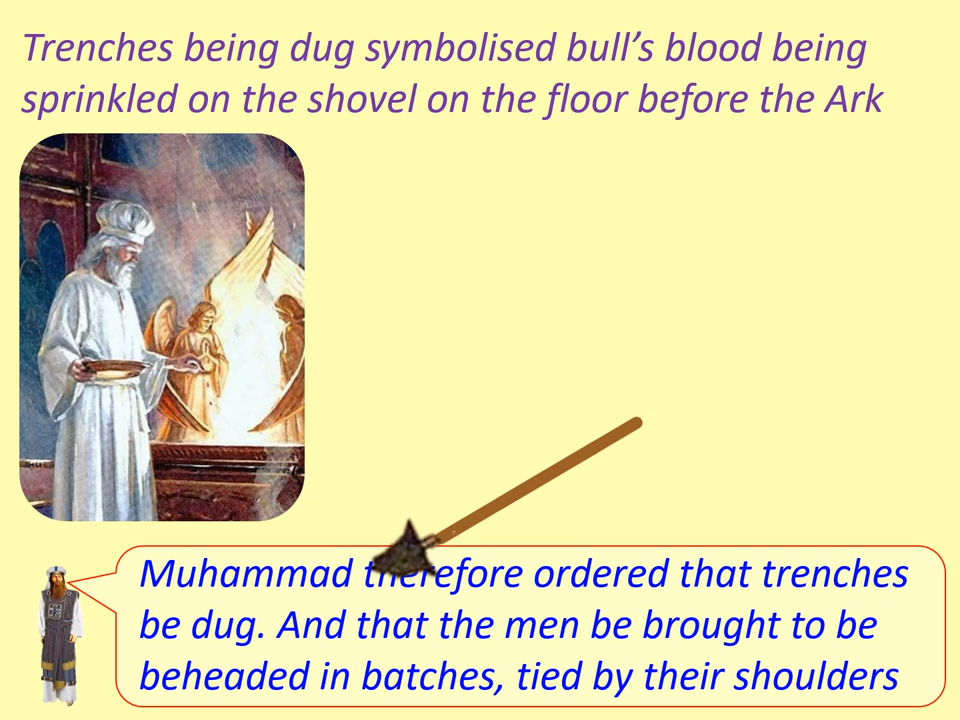 Trenches being dug symbolised bull’s blood being
sprinkled on the shovel on the floor before the Ark
Muhammad therefore ordered that trenches
be dug. And that the men be brought to be
beheaded in batches, tied by their shoulders